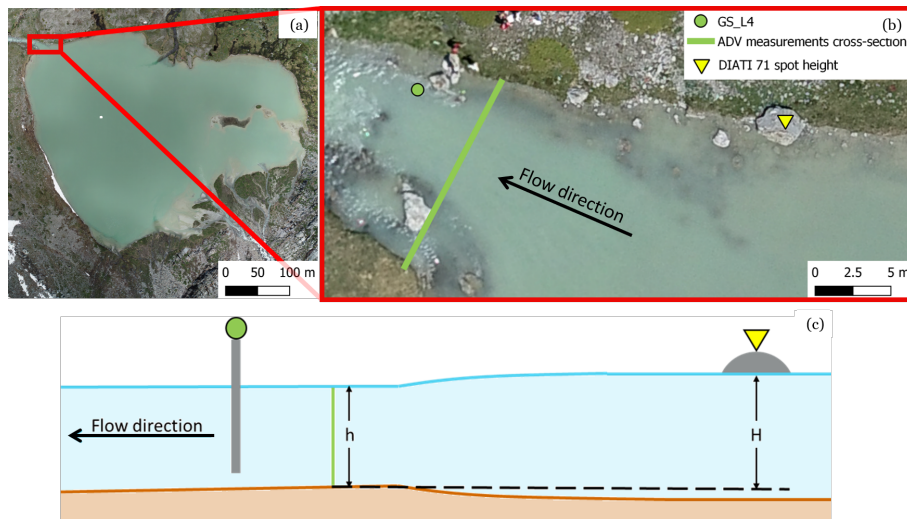 (a)
0 50 100 m
(b)
GS_L4
ADV measurements cross-section
DIATI 71 spot height
Flow direction
0 2.5 5 m
(c)
Flow direction
h
H